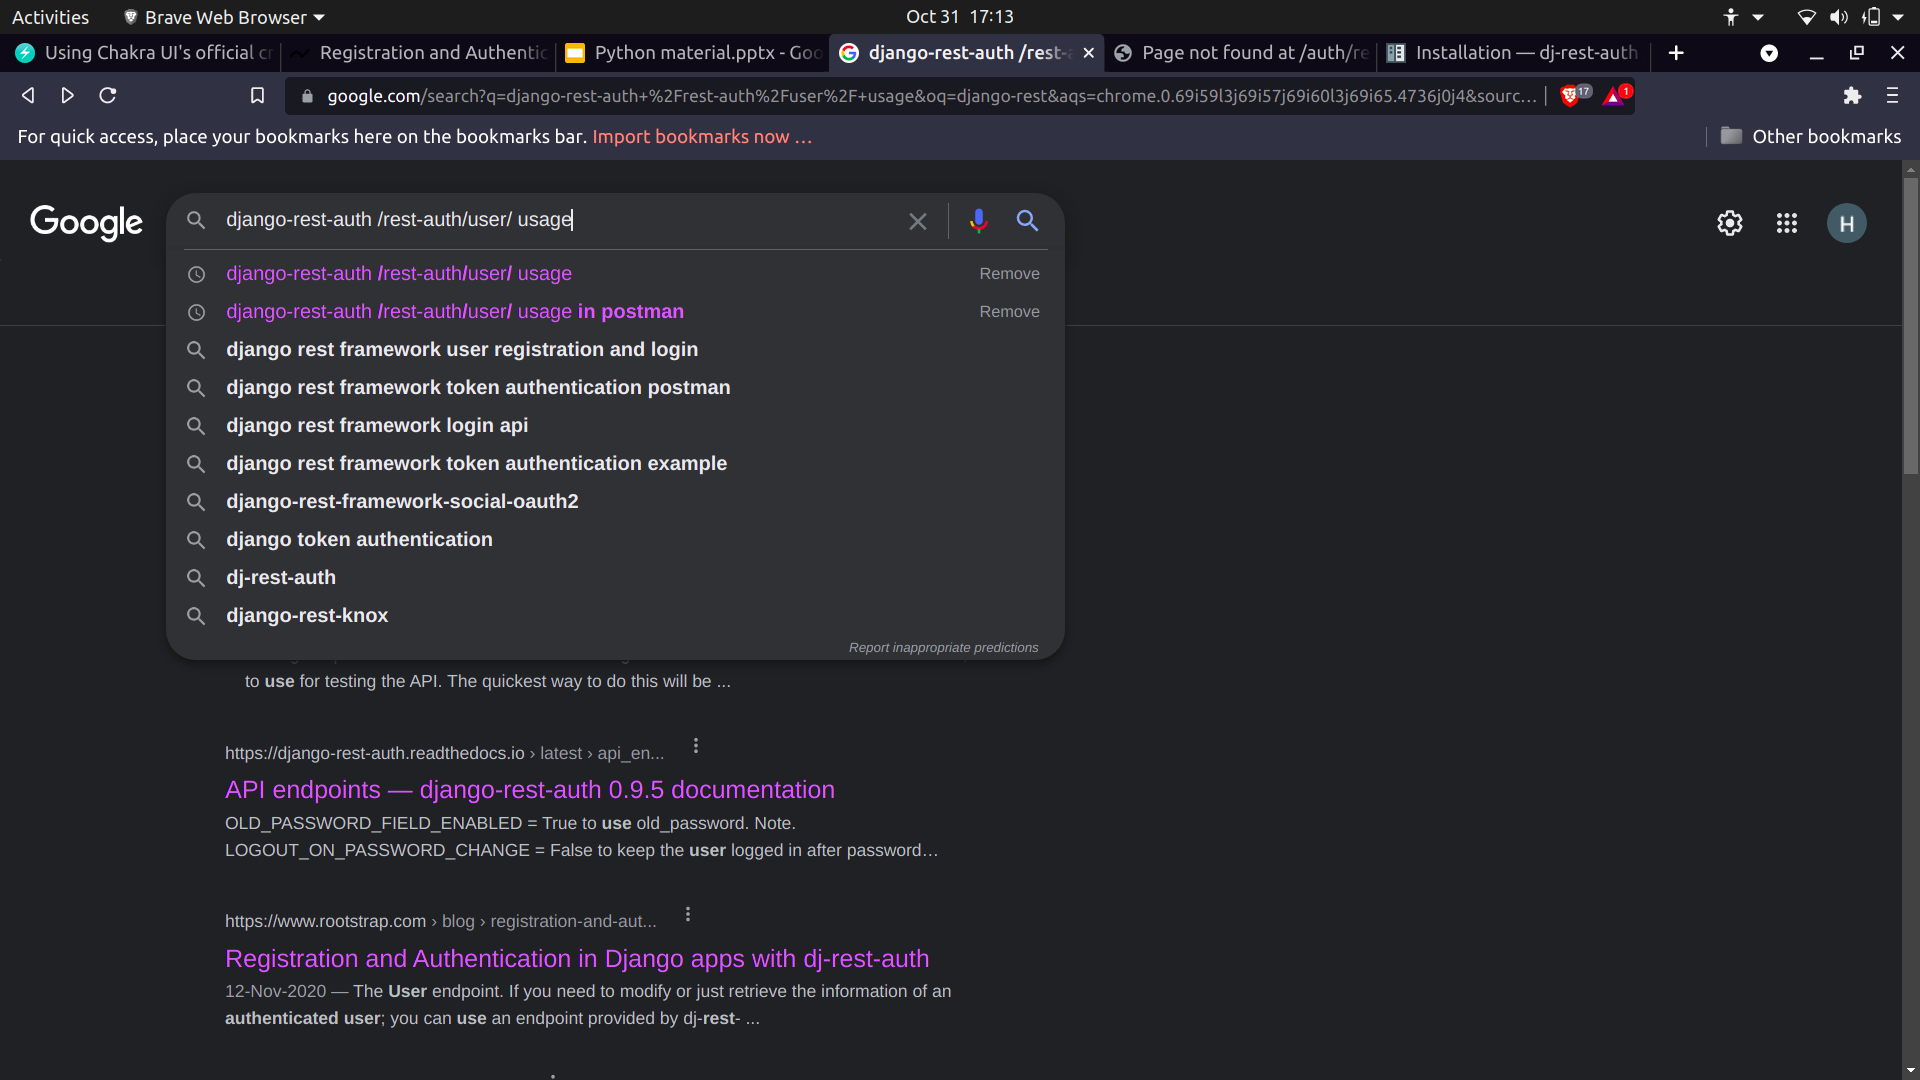 Activities
Brave Web Browser
Oct 31 17:13
Using Chakra UI's official cr
Registration and Authentic
Python material.pptx - Goo
django-rest-auth /rest-a
Page not found at /auth/re
Installation — dj-rest-auth
google.com/search?q=django-rest-auth+%2Frest-auth%2Fuser%2F+usage&oq=django-rest&aqs=chrome.0.69i59l3j69i57j69i60l3j69i65.4736j0j4&sourc...
17
1
For quick access, place your bookmarks here on the bookmarks bar. Import bookmarks now ...
Other bookmarks
Google
django-rest-auth /rest-auth/user/ usage
H
django-rest-auth /rest-auth/user/ usage
Remove
django-rest-auth /rest-auth/user/ usage in postman
Remove
django rest framework user registration and login
django rest framework token authentication postman
django rest framework login api
django rest framework token authentication example
django-rest-framework-social-oauth2
django token authentication
dj-rest-auth
django-rest-knox
Report inappropriate predictions
to use for testing the API. The quickest way to do this will be ...
https://django-rest-auth.readthedocs.io › latest › api_en...
API endpoints — django-rest-auth 0.9.5 documentation
OLD_PASSWORD_FIELD_ENABLED = True to use old_password. Note.
LOGOUT_ON_PASSWORD_CHANGE = False to keep the user logged in after password...
https://www.rootstrap.com › blog › registration-and-aut...
Registration and Authentication in Django apps with dj-rest-auth
12-Nov-2020 — The User endpoint. If you need to modify or just retrieve the information of an
authenticated user; you can use an endpoint provided by dj-rest- ...